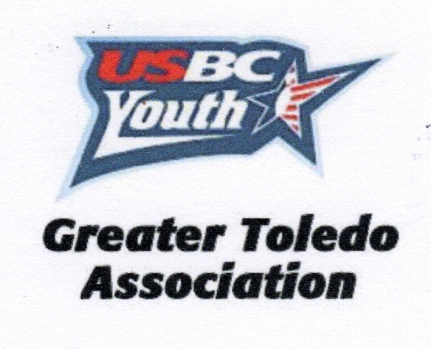 USBC
Youth
Greater Toledo
Association